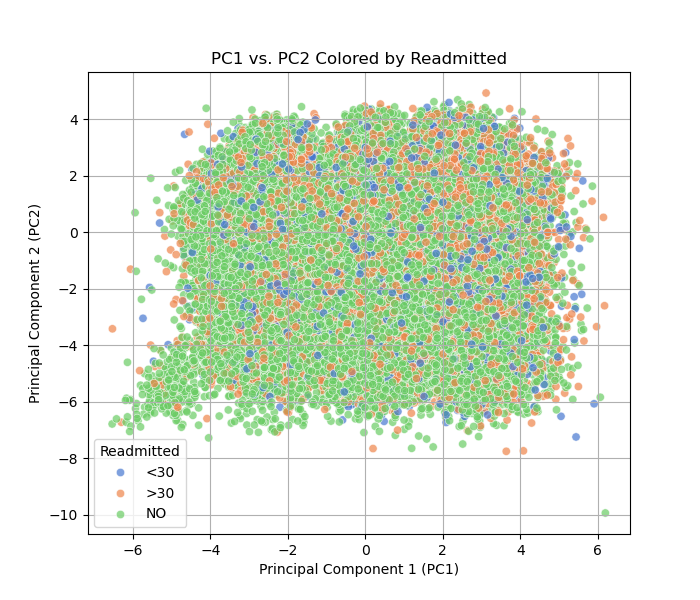 PC1 vs. PC2 Colored by Readmitted
Principal Component 2 (PC2)
4
2
0
−2
−4
−6
−8
−10
Readmitted
<30
>30
NO
−6 −4 −2 0 2 4 6
Principal Component 1 (PC1)